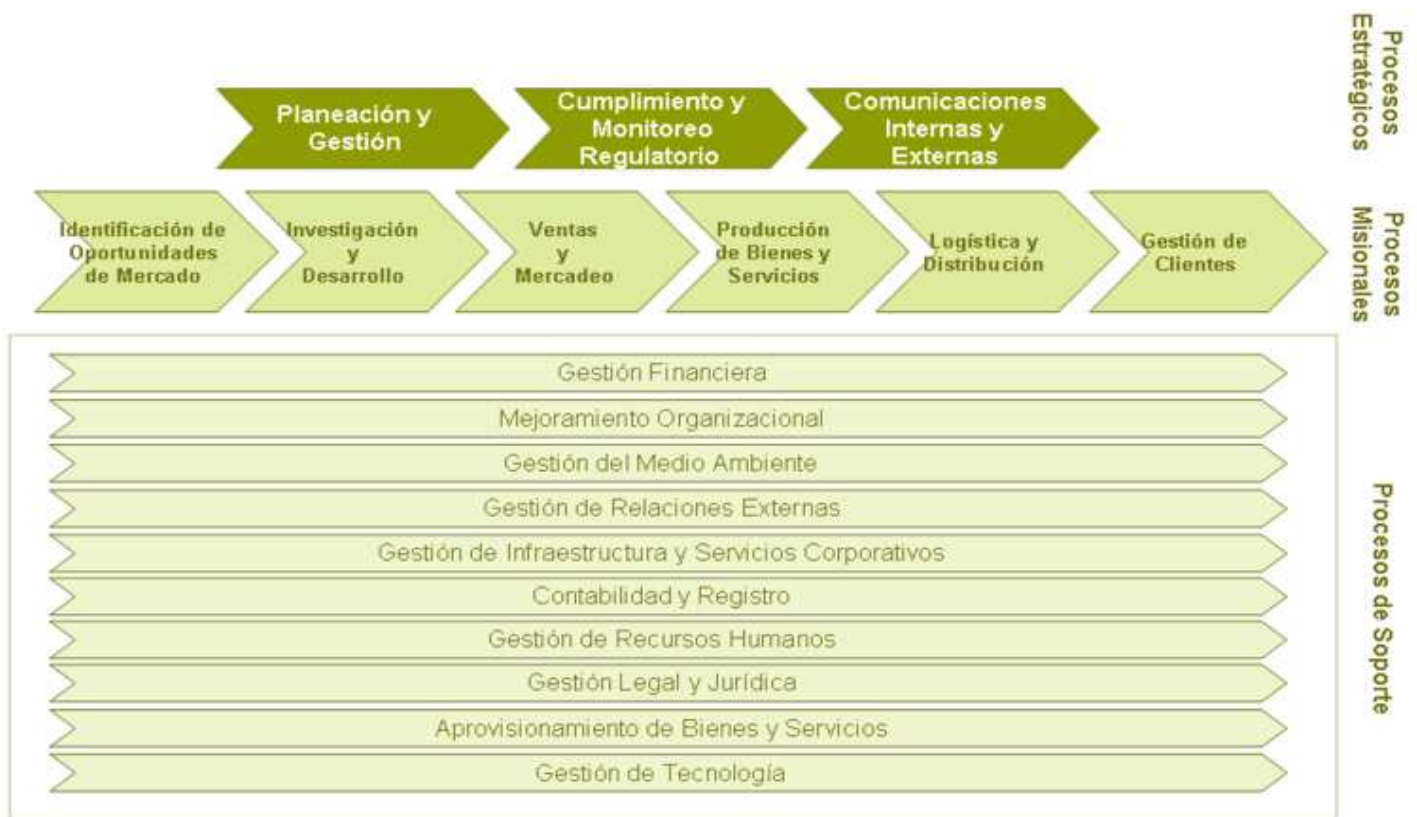 Procesos
Estratégicos
Planeación y
Gestión
Cumplimiento y
Monitoreo
Regulatorio
Comunicaciones
Internas y
Externas
Identificación de
Oportunidades
de Mercado
Investigación
y
Desarrollo
Ventas
y
Mercadeo
Producción
de Bienes y
Servicios
Logística y
Distribución
Gestión de
Clientes
Procesos
Misionales
Gestión Financiera
Mejoramiento Organizacional
Gestión del Medio Ambiente
Gestión de Relaciones Externas
Gestión de Infraestructura y Servicios Corporativos
Contabilidad y Registro
Gestión de Recursos Humanos
Gestión Legal y Jurídica
Aprovisionamiento de Bienes y Servicios
Gestión de Tecnología
Procesos de Soporte